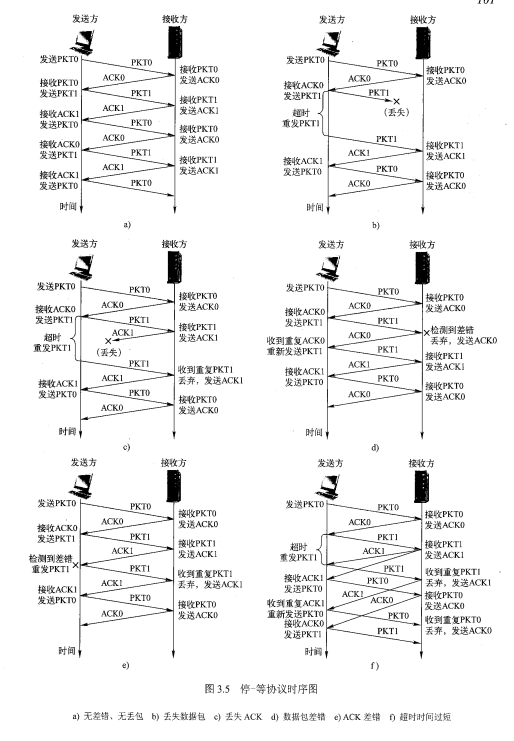 101
发送方 接收方
发送PKT0
PKT0
接收PKT0
发送ACK0
ACK0
接收ACK0
发送PKT1
PKT1
接收PKT1
发送ACK1
ACK1
接收ACK1
发送PKT0
PKT0
接收PKT0
发送ACK0
ACK0
接收ACK0
发送PKT1
PKT1
接收PKT1
发送ACK1
ACK1
接收ACK1
发送PKT0
PKT0
时间
a)
发送方 接收方
发送PKT0
PKT0
接收PKT0
发送ACK0
ACK0
接收ACK0
发送PKT1
PKT1
(丢失)
超时
重发PKT1
PKT1
接收PKT1
发送ACK1
ACK1
接收ACK1
发送PKT0
PKT0
接收PKT0
发送ACK0
ACK0
时间
b)
发送方 接收方
发送PKT0
PKT0
接收PKT0
发送ACK0
ACK0
接收ACK0
发送PKT1
PKT1
接收PKT1
发送ACK1
ACK1
(丢失)
超时
重发PKT1
PKT1
收到重复PKT1
丢弃，发送ACK1
ACK1
接收ACK1
发送PKT0
PKT0
接收PKT0
发送ACK0
ACK0
时间
c)
发送方 接收方
发送PKT0
PKT0
接收PKT0
发送ACK0
ACK0
接收ACK0
发送PKT1
PKT1
检测到差错
丢弃，发送ACK0
ACK0
收到重复ACK0
重新发送PKT1
PKT1
接收PKT1
发送ACK1
ACK1
接收ACK1
发送PKT0
PKT0
接收PKT0
发送ACK0
ACK0
时间
d)
发送方 接收方
发送PKT0
PKT0
接收PKT0
发送ACK0
ACK0
接收ACK0
发送PKT1
PKT1
接收PKT1
发送ACK1
ACK1
检测到差错
重发PKT1
PKT1
收到重复PKT1
丢弃，发送ACK1
ACK1
接收ACK1
发送PKT0
PKT0
接收PKT0
发送ACK0
ACK0
时间
e)
发送方 接收方
发送PKT0
PKT0
接收PKT0
发送ACK0
ACK0
PKT1
接收PKT1
发送ACK1
ACK1
超时
重发PKT1
PKT1
收到重复PKT1
丢弃，发送ACK1
接收ACK1
发送PKT0
PKT0
接收PKT0
发送ACK0
ACK1
ACK0
收到重复ACK1
重新发送PKT0
PKT0
收到重复PKT0
丢弃，发送ACK0
接收ACK0
发送PKT1
PKT1
时间
f)
图 3.5 停-等协议时序图
a) 无差错、无丢包 b) 丢失数据包 c) 丢失 ACK d) 数据包差错 e) ACK 差错 f) 超时时间过短